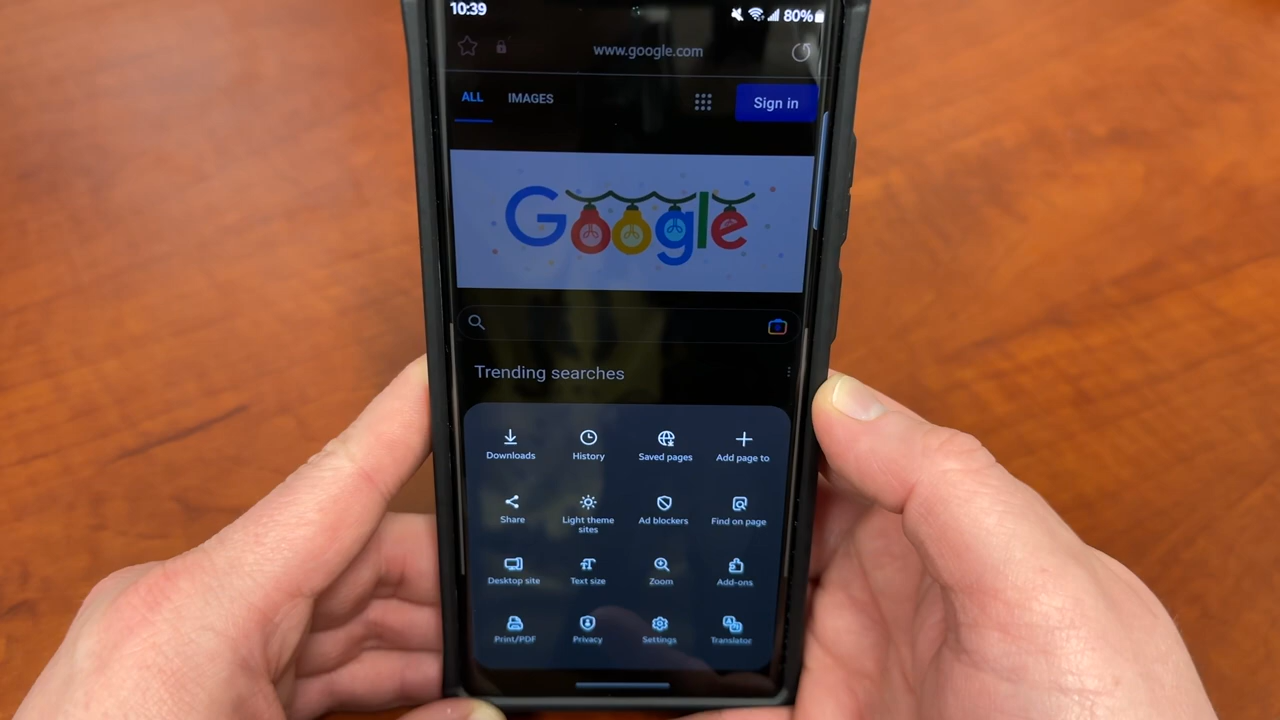 10:39 80%
www.google.com
ALL IMAGES Sign in
Google
Trending searches
Downloads History Saved pages Add page to
Share Light theme sites Ad blockers Find on page
Desktop site Text size Zoom Add-ons
Print/PDF Privacy Settings Translator